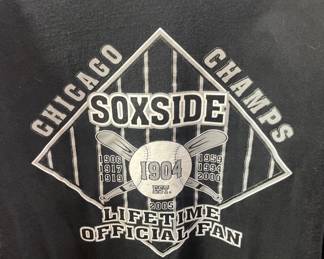 CHICAGO CHAMPS
SOXSIDE
1906
1917
1919
1904
EST.
1959
1994
2000
2005
LIFETIME
OFFICIAL FAN